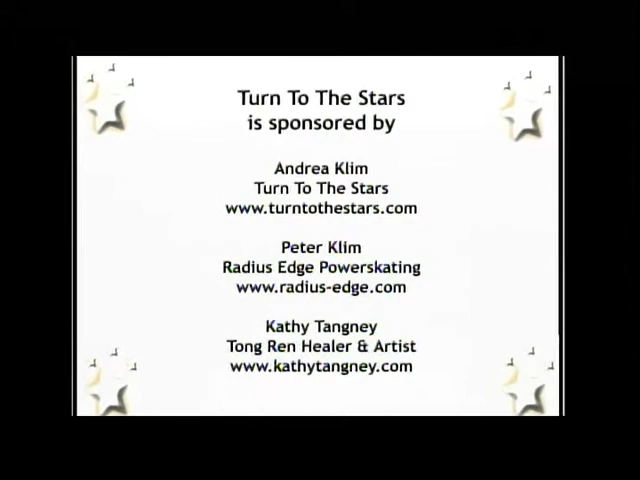 Turn To The Stars
is sponsored by
Andrea Klim
Turn To The Stars
www.turntothestars.com
Peter Klim
Radius Edge Powerskating
www.radius-edge.com
Kathy Tangney
Tong Ren Healer & Artist
www.kathytangney.com